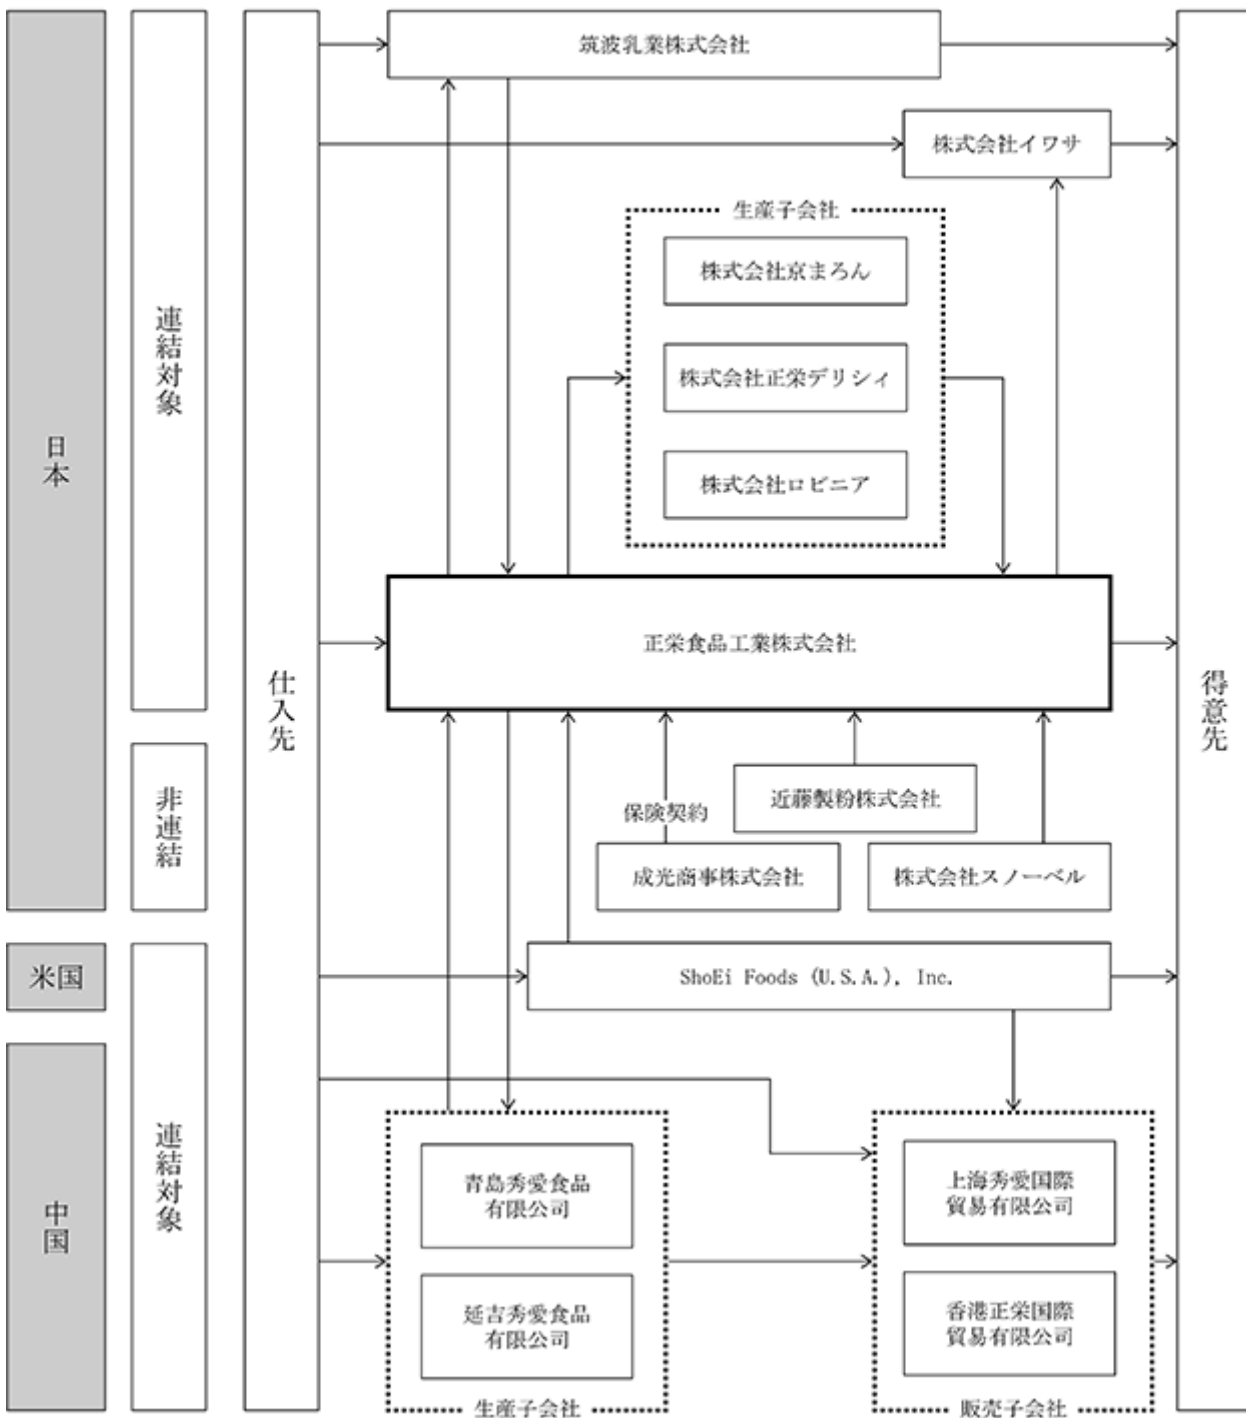 日本
連結対象
非連結
仕入先
得意先
筑波乳業株式会社
株式会社イワサ
生産子会社
株式会社京まろん
株式会社正栄デリシィ
株式会社ロビニア
正栄食品工業株式会社
近藤製粉株式会社
保険契約
成光商事株式会社
株式会社スノーベル
米国
ShoEi Foods (U.S.A.), Inc.
中国
連結対象
青島秀愛食品
有限公司
延吉秀愛食品
有限公司
生産子会社
上海秀愛国際
貿易有限公司
香港正栄国際
貿易有限公司
販売子会社